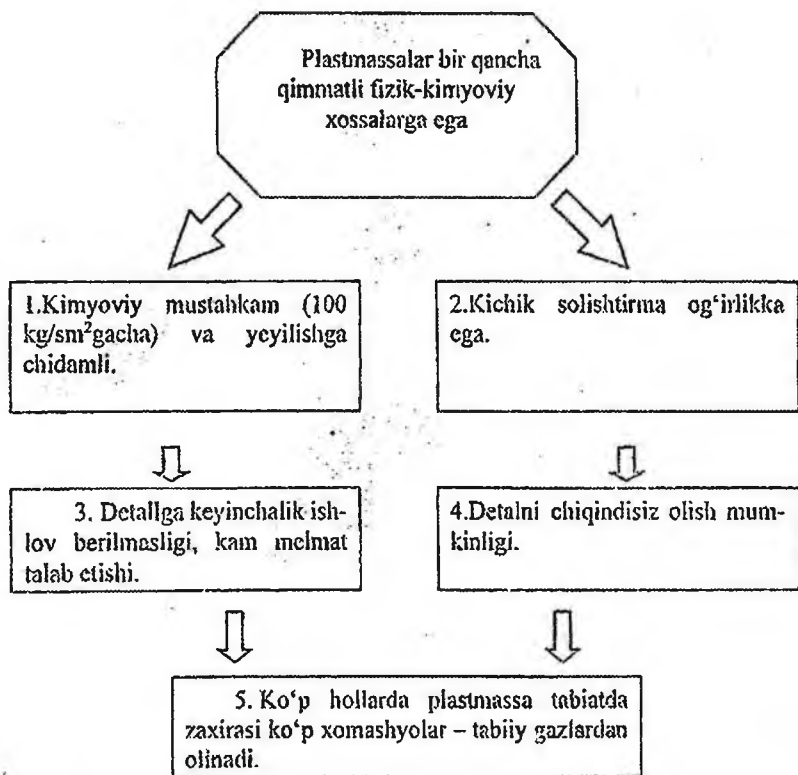 Plastmassalar bir qancha
qimmatli fizik-kimyoviy
xossalarga ega
1.Kimyoviy mustahkam (100
kg/sm²gacha) va yeyilishga
chidamli.
2.Kichik solishtirma og‘irlikka
ega.
3. Detallga keyinchalik ish-
lov berilmasligi, kam mehnat
talab etishi.
4.Detalni chiqindisiz olish mum-
kinligi.
5. Ko‘p hollarda plastmassa tabiatda
zaxirasi ko‘p xomashyolar – tabiiy gazlardan
olinadi.